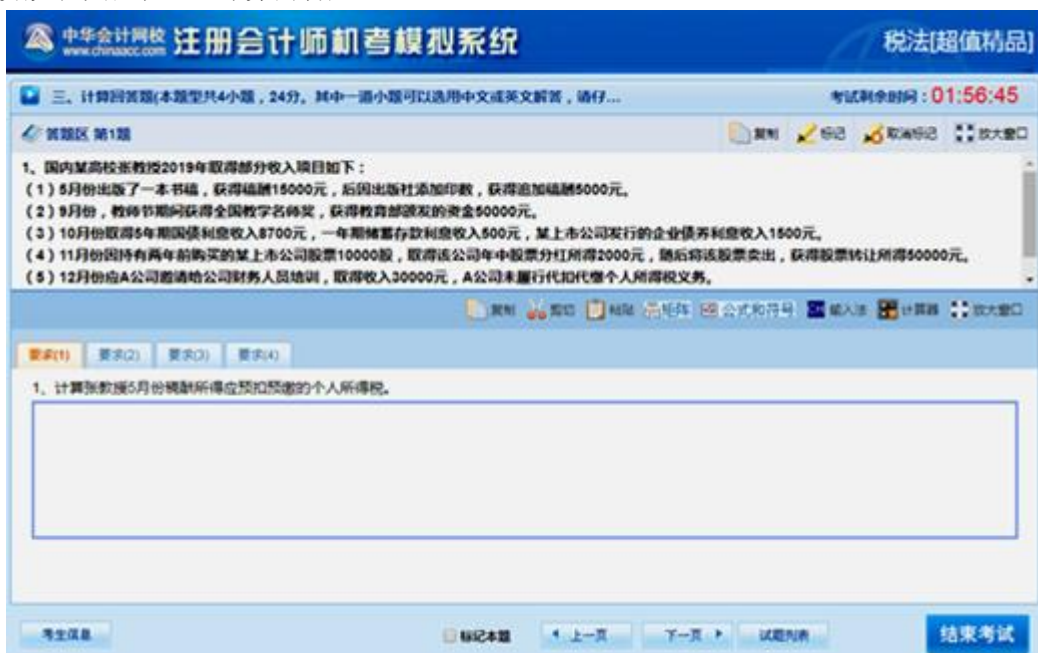 中华会计网校
www.chinaacc.com
注册会计师机考模拟系统
税法[超值精品]
三、计算回答题(本题型共4小题，24分。其中一道小题可以选用中文或英文解答，请仔...
考试剩余时间：01:56:45
答题区 第1题
复制 标记 取消标记 放大窗口
1、国内某高校张教授2019年取得部分收入项目如下：
(1) 5月份出版了一本书稿，获得稿酬15000元，后因出版社添加印数，获得追加稿酬5000元。
(2) 9月份，教师节期间获得全国教学名师奖，获得教育部颁发的资金50000元。
(3) 10月份取得5年期国债利息收入8700元，一年期储蓄存款利息收入500元，某上市公司发行的企业债券利息收入1500元。
(4) 11月份因持有两年前购买的某上市公司股票10000股，取得该公司年中股票分红所得2000元，随后将该股票卖出，获得股票转让所得50000元。
(5) 12月份应A公司邀请给公司财务人员培训，取得收入30000元，A公司未履行代扣代缴个人所得税义务。
复制 剪切 粘贴 矩阵 公式和符号 输入法 计算器 放大窗口
要求(1) 要求(2) 要求(3) 要求(4)
1、计算张教授5月份稿酬所得应预扣预缴的个人所得税。
考生信息 标记本题 上一页 下一页 试题列表 结束考试